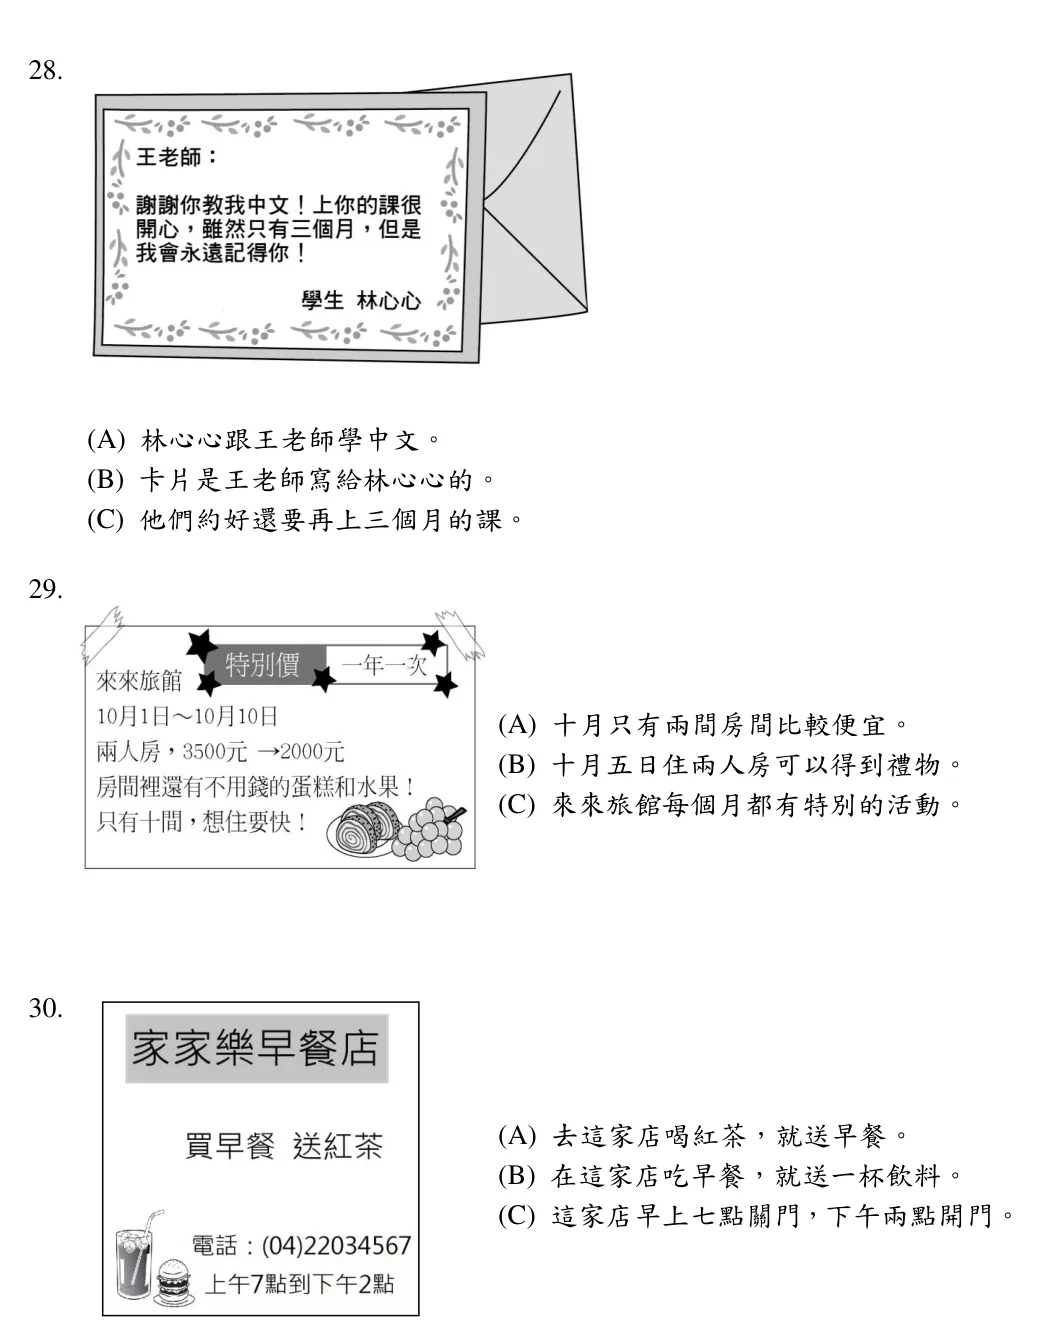 28.
王老師：
謝謝你教我中文！上你的課很
開心，雖然只有三個月，但是
我會永遠記得你！
學生 林心心
(A) 林心心跟王老師學中文。
(B) 卡片是王老師寫給林心心的。
(C) 他們約好還要再上三個月的課。
29.
特別價 一年一次
來來旅館
10月1日～10月10日
兩人房，3500元 →2000元
房間裡還有不用錢的蛋糕和水果！
只有十間，想住要快！
(A) 十月只有兩間房間比較便宜。
(B) 十月五日住兩人房可以得到禮物。
(C) 來來旅館每個月都有特別的活動。
30.
家家樂早餐店
買早餐 送紅茶
電話：(04)22034567
上午7點到下午2點
(A) 去這家店喝紅茶，就送早餐。
(B) 在這家店吃早餐，就送一杯飲料。
(C) 這家店早上七點關門，下午兩點開門。